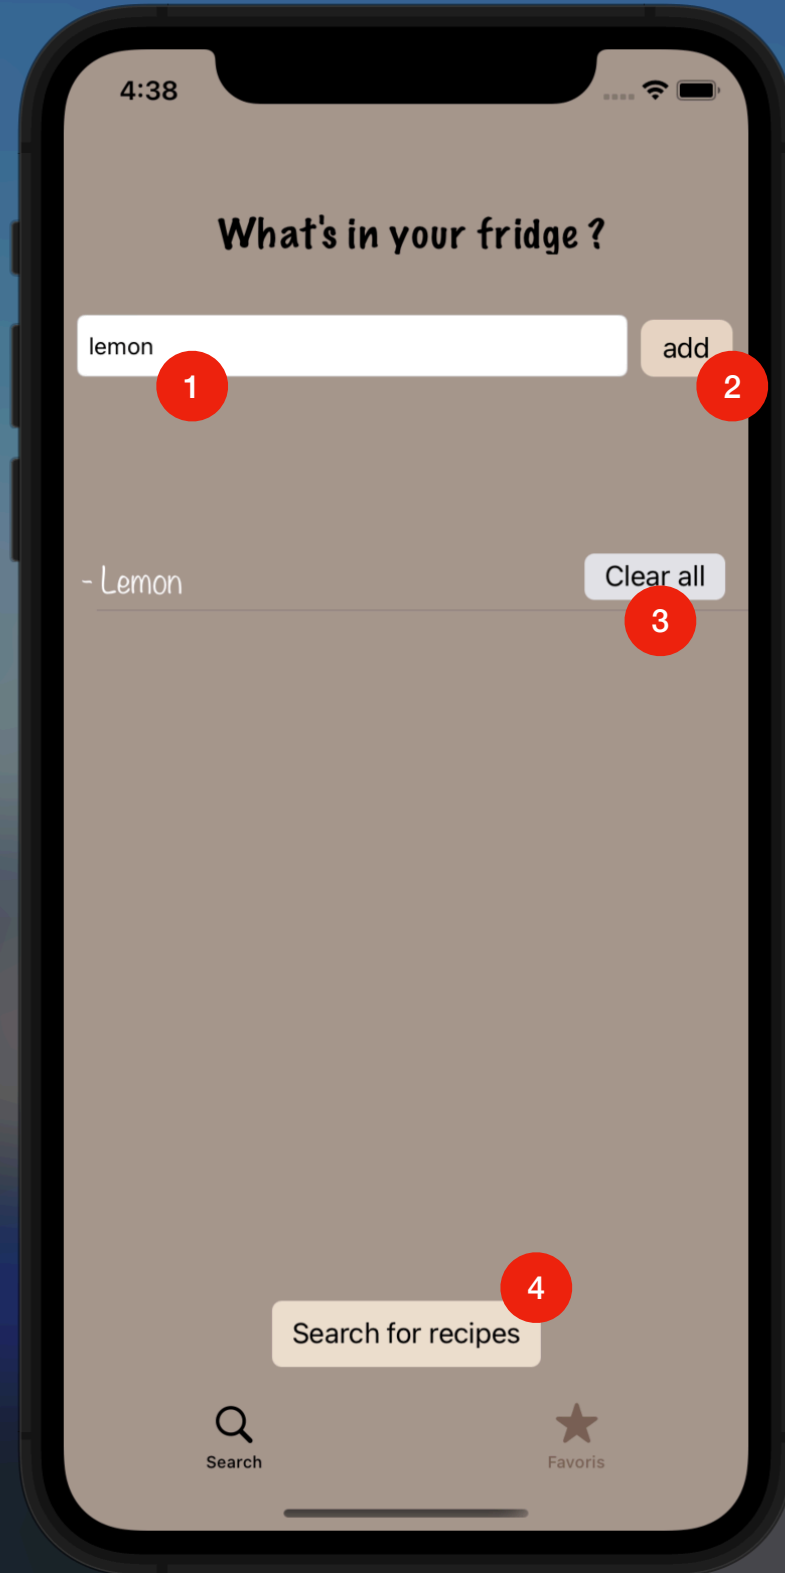 4:38
What's in your fridge ?
lemon
add
1
2
- Lemon
Clear all
3
4
Search for recipes
Search
Favoris